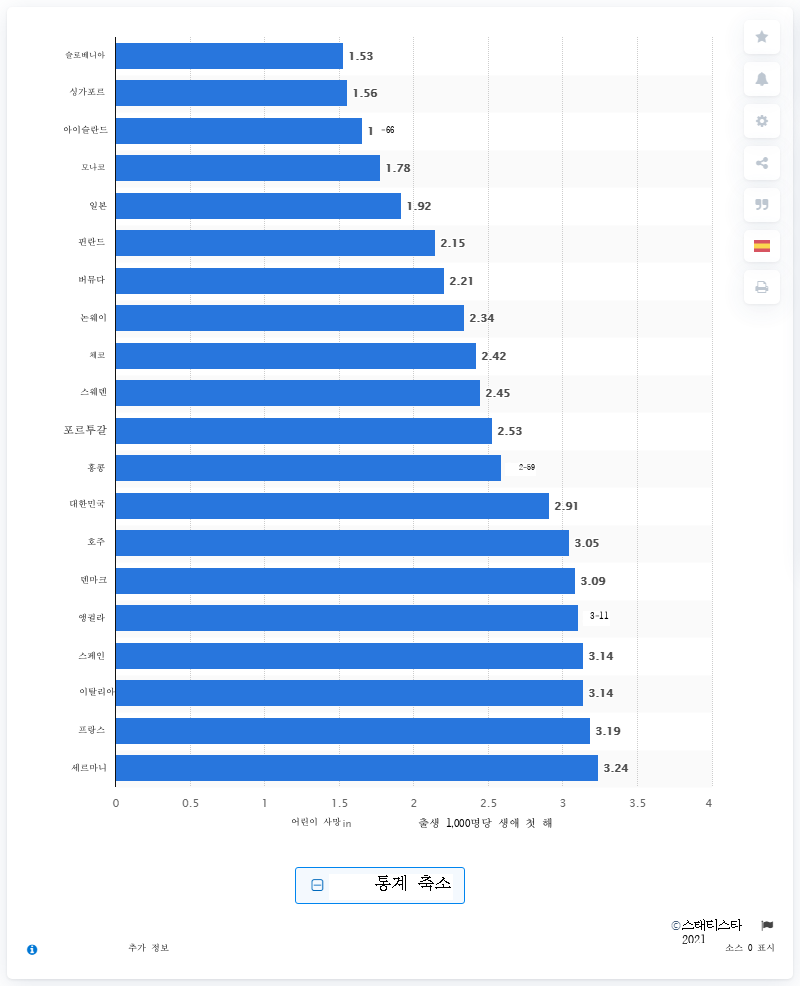 슬로베니아 1.53
싱가포르 1.56
아이슬란드 1 -66
모나코 1.78
일본 1.92
핀란드 2.15
버뮤다 2.21
논웨이 2.34
체코 2.42
스웨덴 2.45
포르투갈 2.53
홍콩 2-59
대한민국 2.91
호주 3.05
덴마크 3.09
앵귈라 3-11
스페인 3.14
이탈리아 3.14
프랑스 3.19
세르마니 3.24
0 0.5 1 1.5 2 2.5 3 3.5 4
어린이 사망 in 출생 1,000명당 생애 첫 해
통계 축소
©스태티스타
2021
추가 정보 소스 0 표시